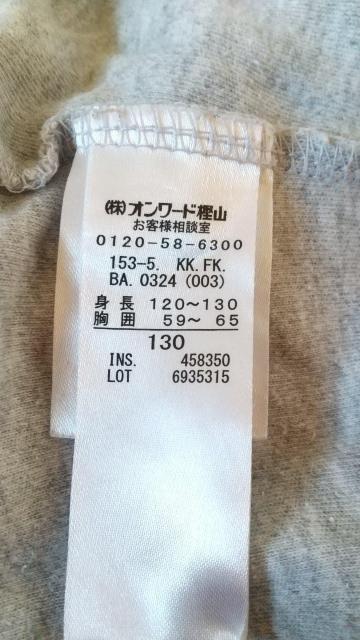 ㈱オンワード樫山
お客様相談室
0120-58-6300
153-5. KK.FK.
BA. 0324 (003)
身長 120～130
胸囲 59～ 65
130
INS. 458350
LOT 6935315